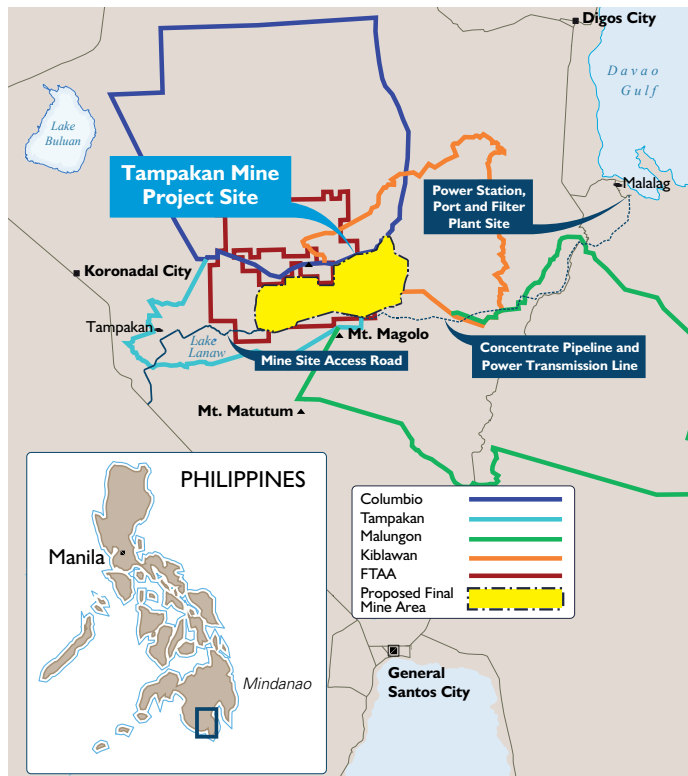 Digos City
Davao
Gulf
Lake
Buluan
Tampakan Mine
Project Site
Power Station,
Port and Filter
Plant Site
Malalag
Koronadal City
Tampakan
Lake
Lanaw
Mt. Magolo
Mine Site Access Road
Concentrate Pipeline and
Power Transmission Line
Mt. Matutum
PHILIPPINES
Manila
Mindanao
Columbio
Tampakan
Malungon
Kiblawan
FTAA
Proposed Final
Mine Area
General
Santos City